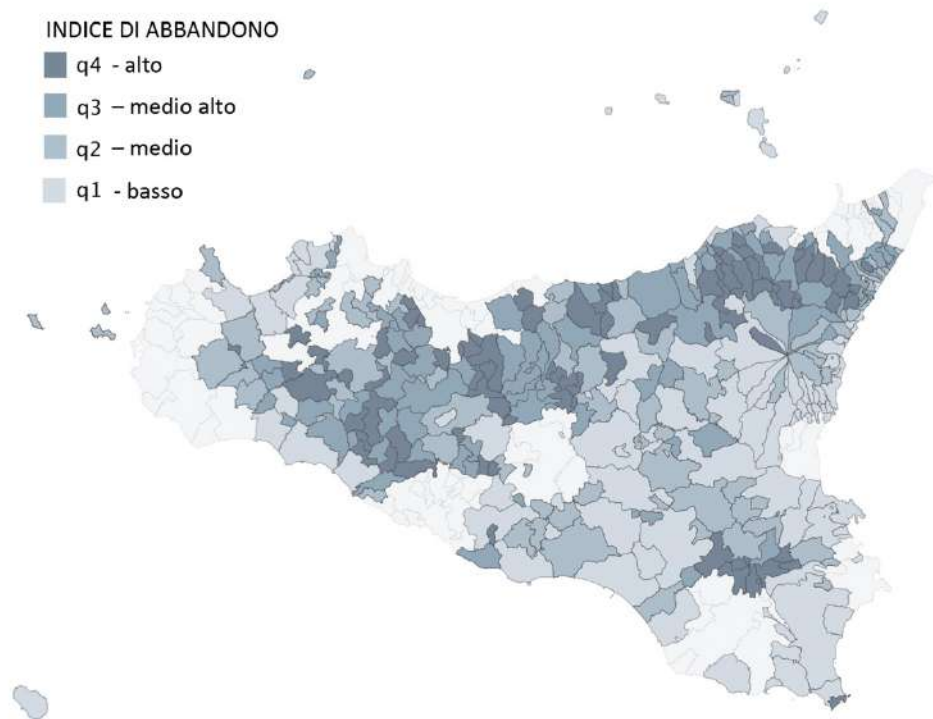 INDICE DI ABBANDONO
q4 - alto
q3 – medio alto
q2 – medio
q1 - basso